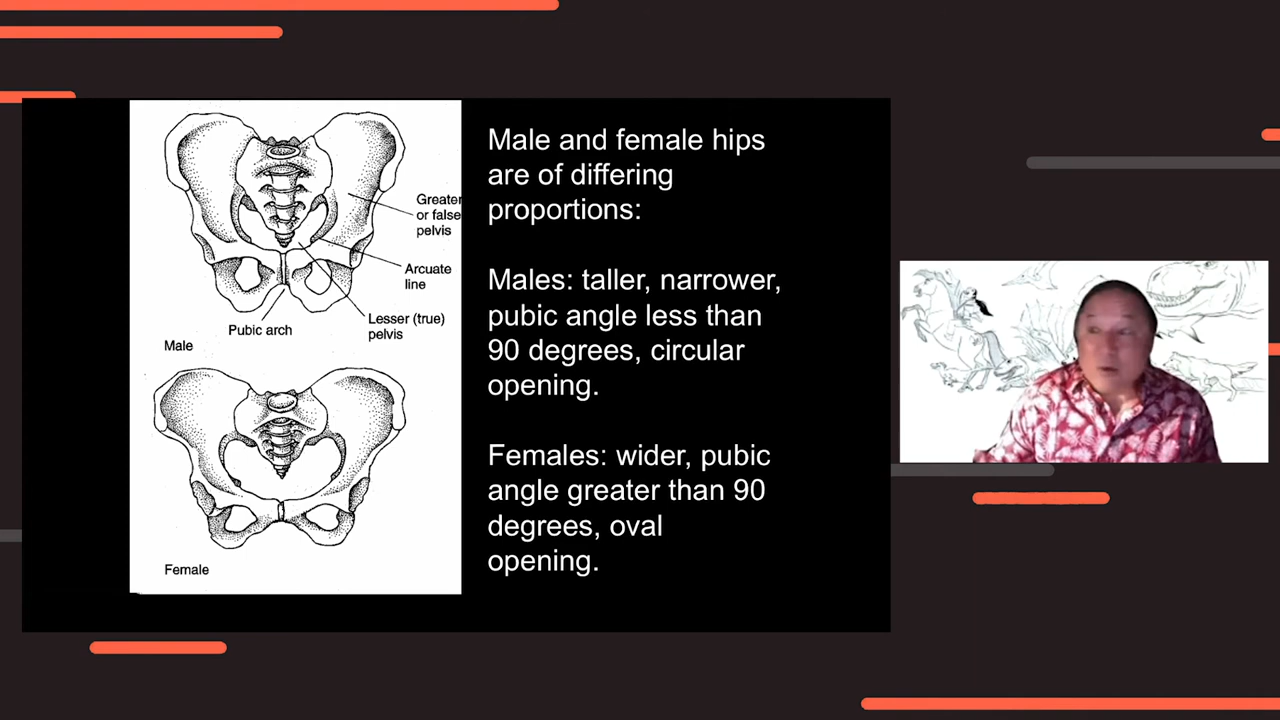 Greater
or false
pelvis
Arcuate
line
Lesser (true)
pelvis
Pubic arch
Male
Female
Male and female hips
are of differing
proportions:
Males: taller, narrower,
pubic angle less than
90 degrees, circular
opening.
Females: wider, pubic
angle greater than 90
degrees, oval
opening.